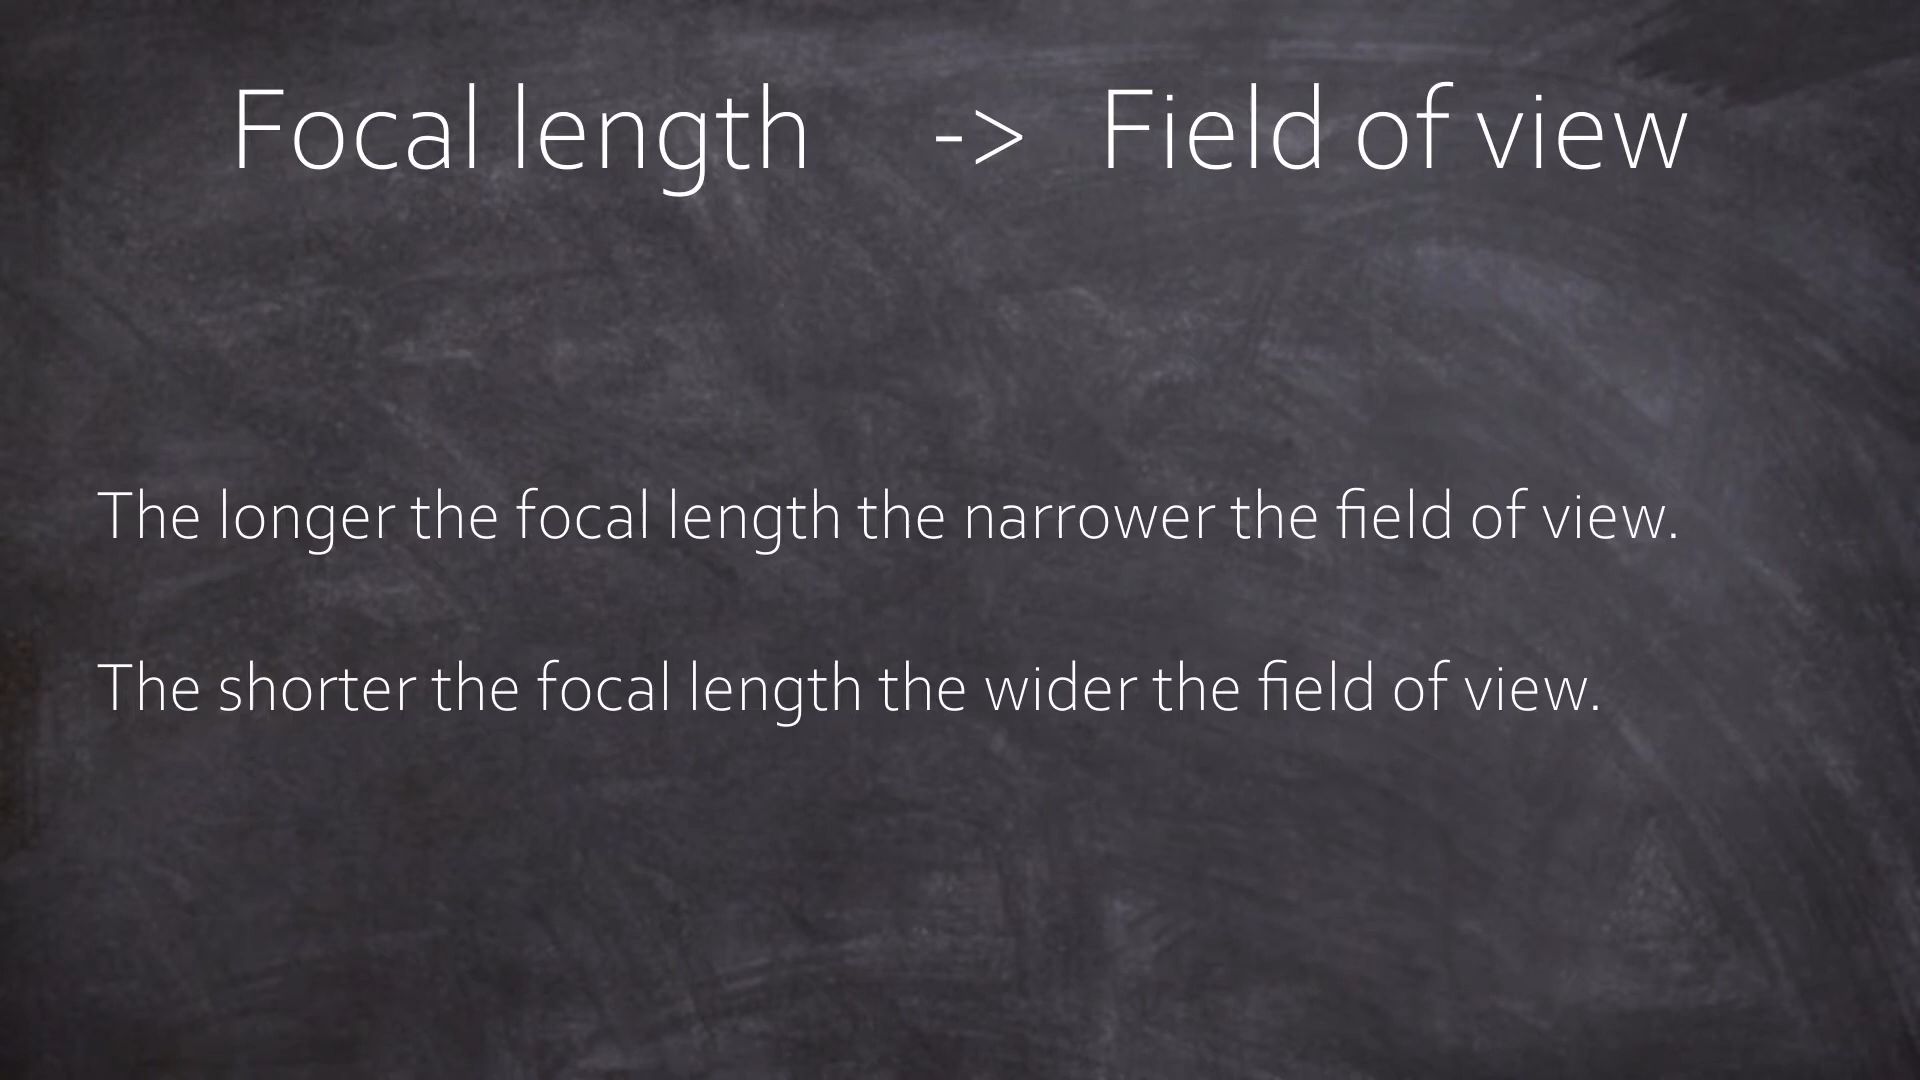 Focal length -> Field of view
The longer the focal length the narrower the field of view.
The shorter the focal length the wider the field of view.